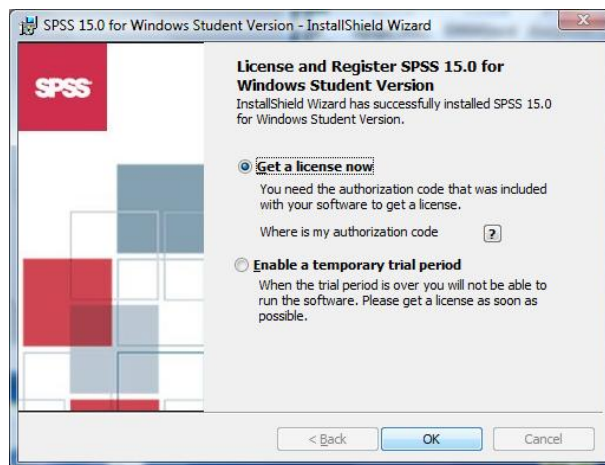 SPSS 15.0 for Windows Student Version - InstallShield Wizard
SPSS
License and Register SPSS 15.0 for
Windows Student Version
InstallShield Wizard has successfully installed SPSS 15.0
for Windows Student Version.
Get a license now
You need the authorization code that was included
with your software to get a license.
Where is my authorization code ?
Enable a temporary trial period
When the trial period is over you will not be able to
run the software. Please get a license as soon as
possible.
< Back OK Cancel